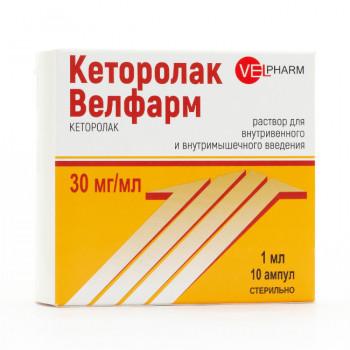 Кеторолак
VELPHARM
Велфарм
КЕТОРОЛАК
раствор для
внутривенного
и внутримышечного введения
30 мг/мл
1 мл
10 ампул
СТЕРИЛЬНО